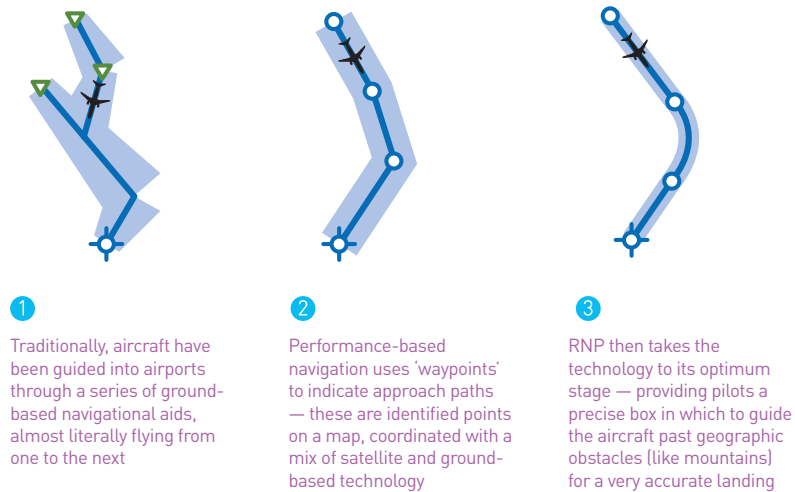 1
Traditionally, aircraft have
been guided into airports
through a series of ground-
based navigational aids,
almost literally flying from
one to the next
2
Performance-based
navigation uses ‘waypoints’
to indicate approach paths
— these are identified points
on a map, coordinated with a
mix of satellite and ground-
based technology
3
RNP then takes the
technology to its optimum
stage — providing pilots a
precise box in which to guide
the aircraft past geographic
obstacles (like mountains)
for a very accurate landing